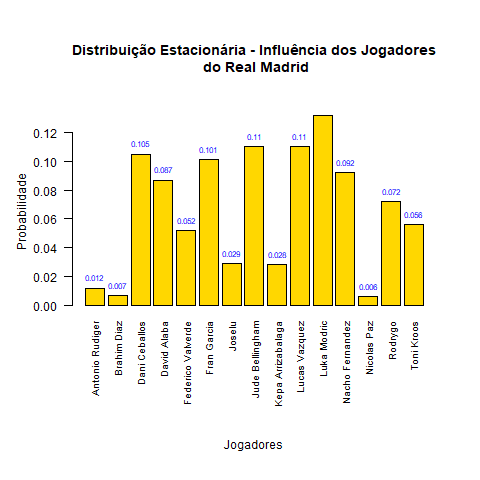 Distribuição Estacionária - Influência dos Jogadores
do Real Madrid
Probabilidade
0.12
0.10
0.08
0.06
0.04
0.02
0.00
0.012
0.007
0.105
0.087
0.052
0.101
0.029
0.11
0.028
0.11
0.092
0.006
0.072
0.056
Antonio Rudiger
Brahim Diaz
Dani Ceballos
David Alaba
Federico Valverde
Fran Garcia
Joselu
Jude Bellingham
Kepa Arrizabalaga
Lucas Vazquez
Luka Modric
Nacho Fernandez
Nicolas Paz
Rodrygo
Toni Kroos
Jogadores